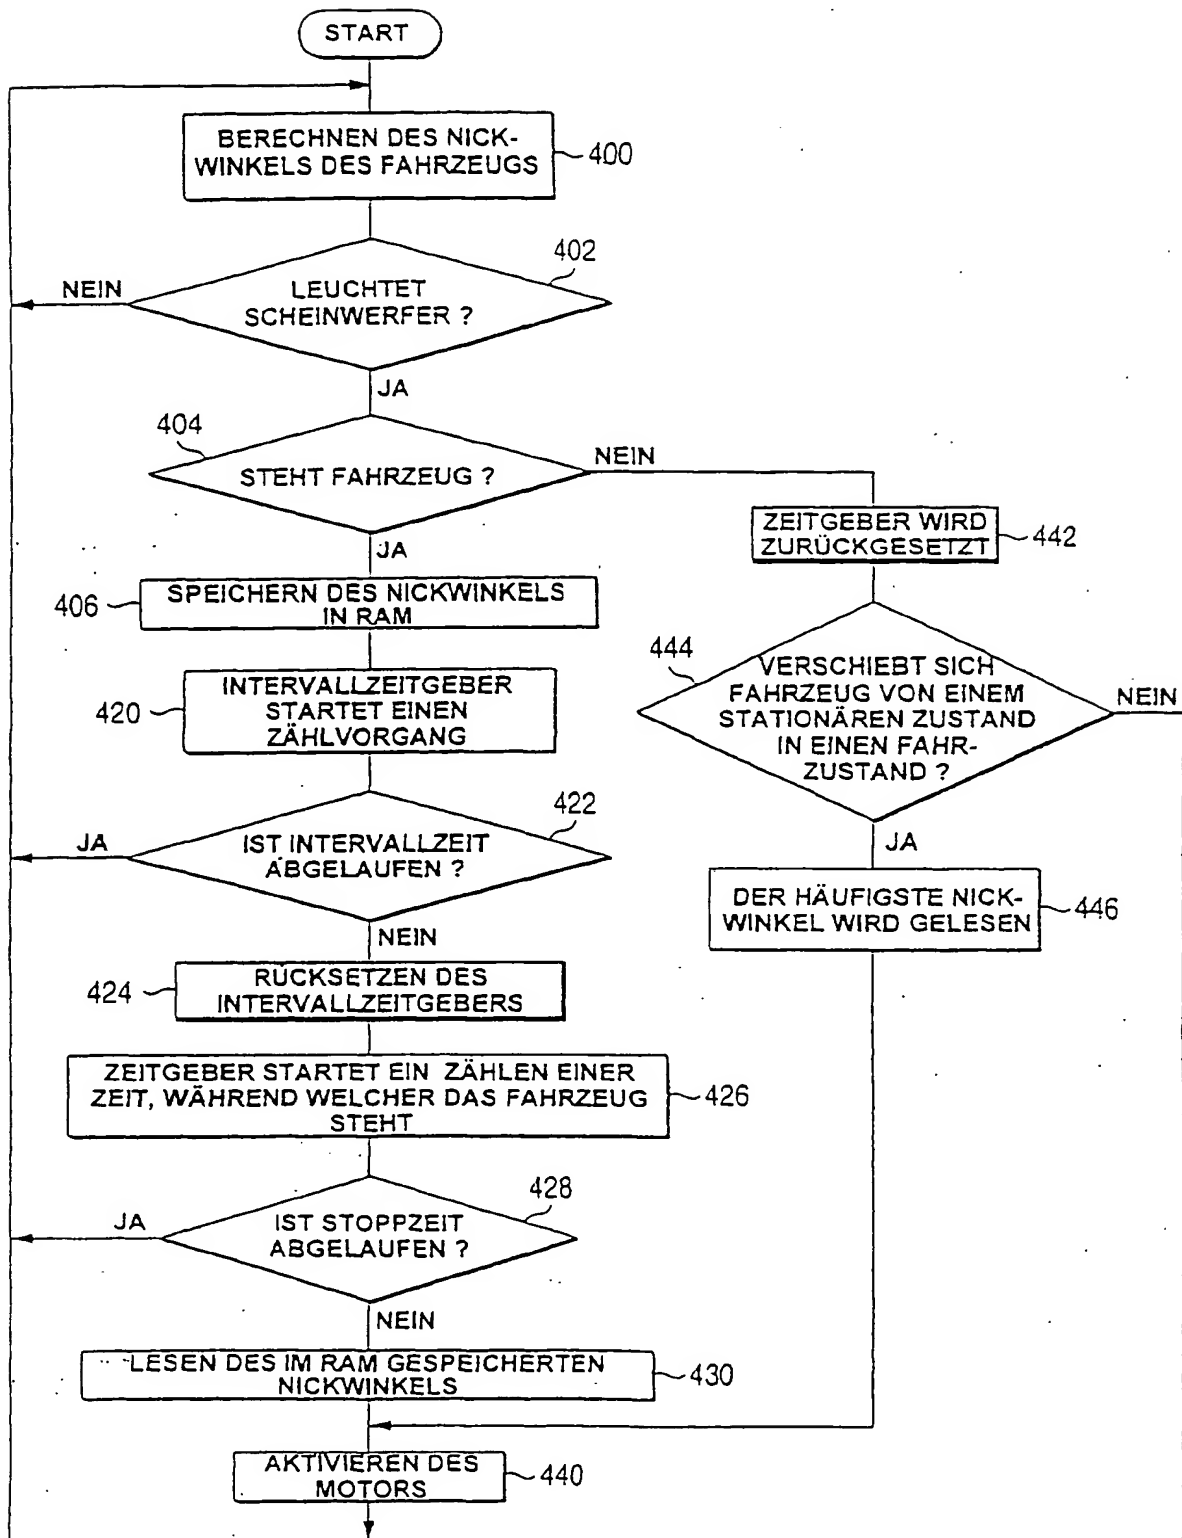 START
BERECHNEN DES NICK-
WINKELS DES FAHRZEUGS
400
402
LEUCHTET
SCHEINWERFER ?
NEIN
JA
404
STEHT FAHRZEUG ?
NEIN
JA
ZEITGEBER WIRD
ZURÜCKGESETZT
442
SPEICHERN DES NICKWINKELS
IN RAM
406
444
VERSCHIEBT SICH
FAHRZEUG VON EINEM
STATIONÄREN ZUSTAND
IN EINEN FAHR-
ZUSTAND ?
NEIN
JA
INTERVALLZEITGEBER
STARTET EINEN
ZÄHLVORGANG
420
422
IST INTERVALLZEIT
ABGELAUFEN ?
JA
NEIN
DER HÄUFIGSTE NICK-
WINKEL WIRD GELESEN
446
RÜCKSETZEN DES
INTERVALLZEITGEBERS
424
ZEITGEBER STARTET EIN ZÄHLEN EINER
ZEIT, WÄHREND WELCHER DAS FAHRZEUG
STEHT
426
428
IST STOPPZEIT
ABGELAUFEN ?
JA
NEIN
LESEN DES IM RAM GESPEICHERTEN
NICKWINKELS
430
AKTIVIEREN DES
MOTORS
440